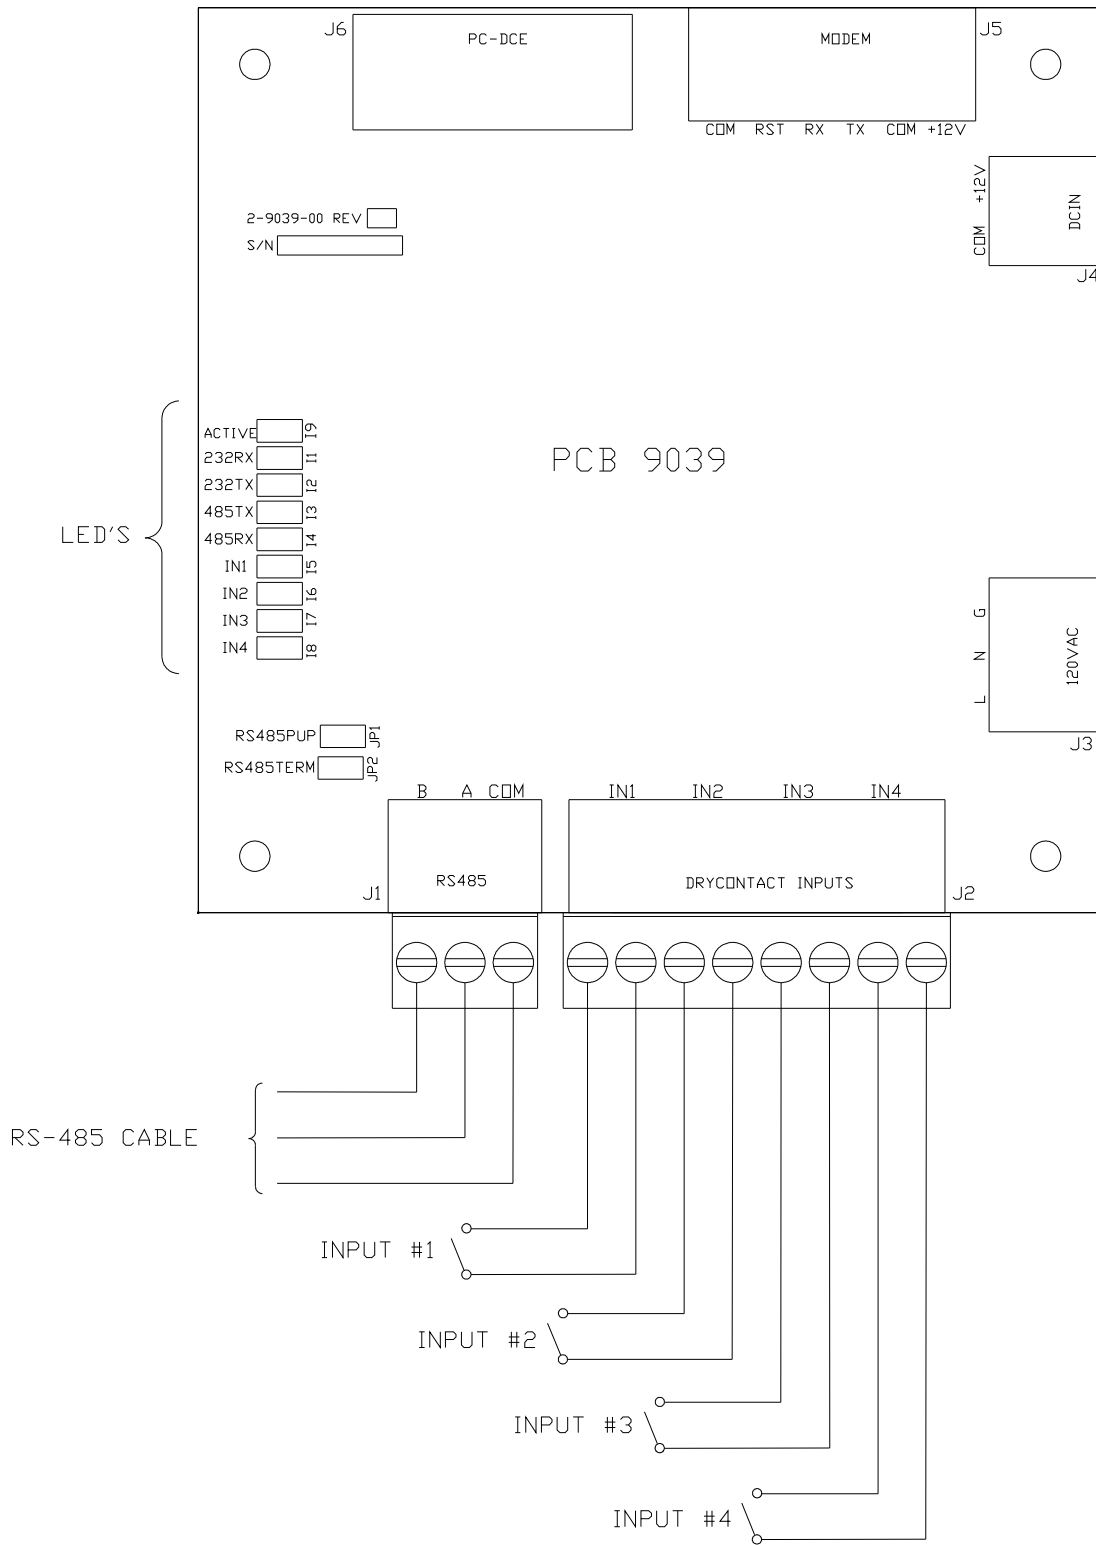 J6
PC-DCE
MODEM
J5
COM RST RX TX COM +12V
COM +12V
DCIN
J4
2-9039-00 REV
S/N
PCB 9039
LED'S
ACTIVE I9
232RX I1
232TX I2
485TX I3
485RX I4
IN1 I5
IN2 I6
IN3 I7
IN4 I8
L N G
120VAC
J3
RS485PUP JP1
RS485TERM JP2
B A COM
IN1 IN2 IN3 IN4
J1
RS485
DRYCONTACT INPUTS
J2
RS-485 CABLE
INPUT #1
INPUT #2
INPUT #3
INPUT #4